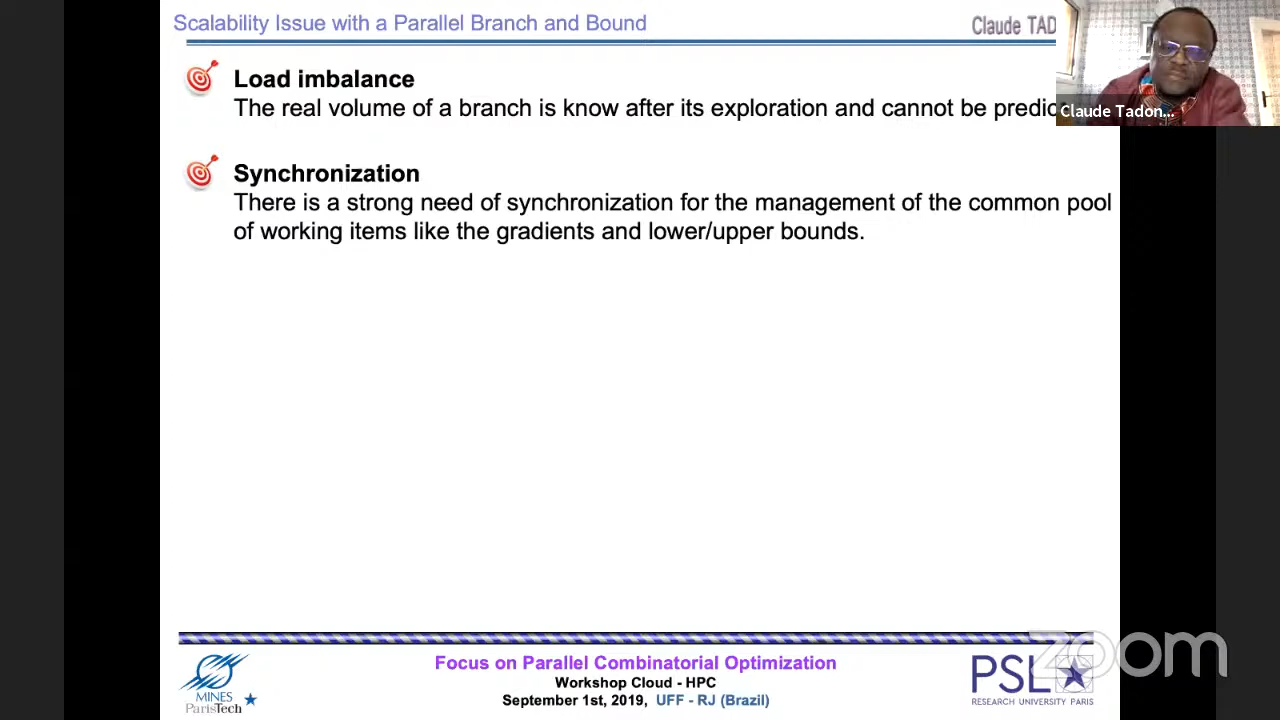 Scalability Issue with a Parallel Branch and Bound
Claude TAD
Load imbalance
The real volume of a branch is know after its exploration and cannot be predic
Claude Tadon...
Synchronization
There is a strong need of synchronization for the management of the common pool
of working items like the gradients and lower/upper bounds.
Focus on Parallel Combinatorial Optimization
Workshop Cloud - HPC
September 1st, 2019, UFF - RJ (Brazil)
MINES
ParisTech
PSL
RESEARCH UNIVERSITY PARIS
zoom